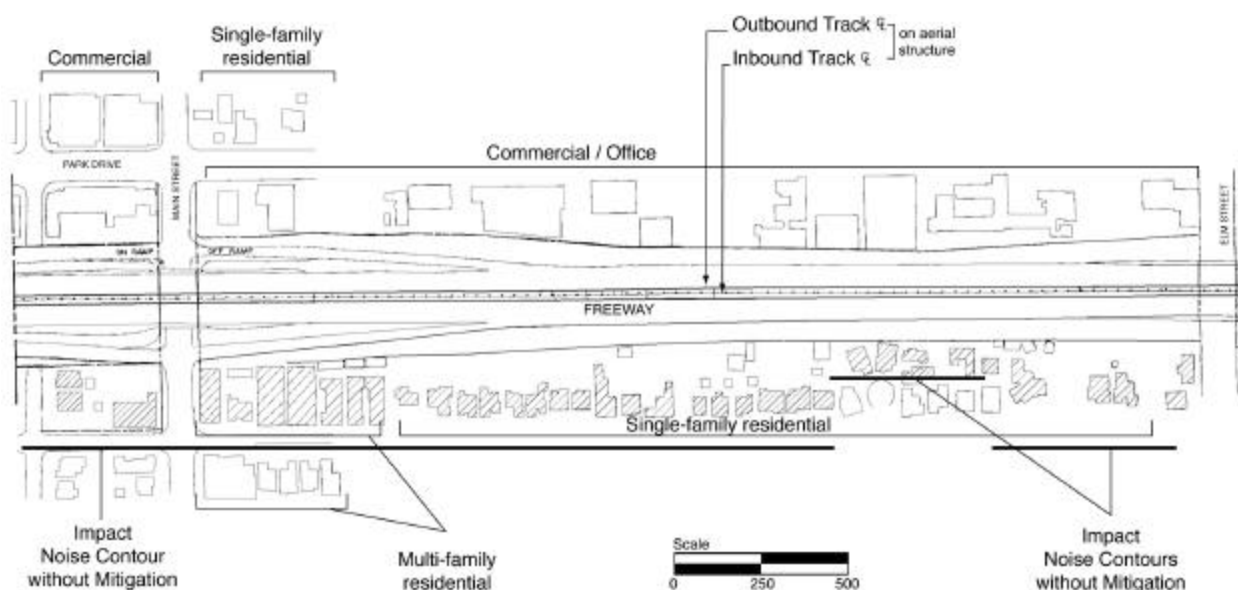 Outbound Track ℄
on aerial
structure
Inbound Track ℄
Single-family
residential
Commercial
Commercial / Office
PARK DRIVE
MAIN STREET
ELM STREET
ON RAMP
OFF RAMP
FREEWAY
Single-family residential
Impact
Noise Contour
without Mitigation
Multi-family
residential
Scale
0 250 500
Impact
Noise Contours
without Mitigation